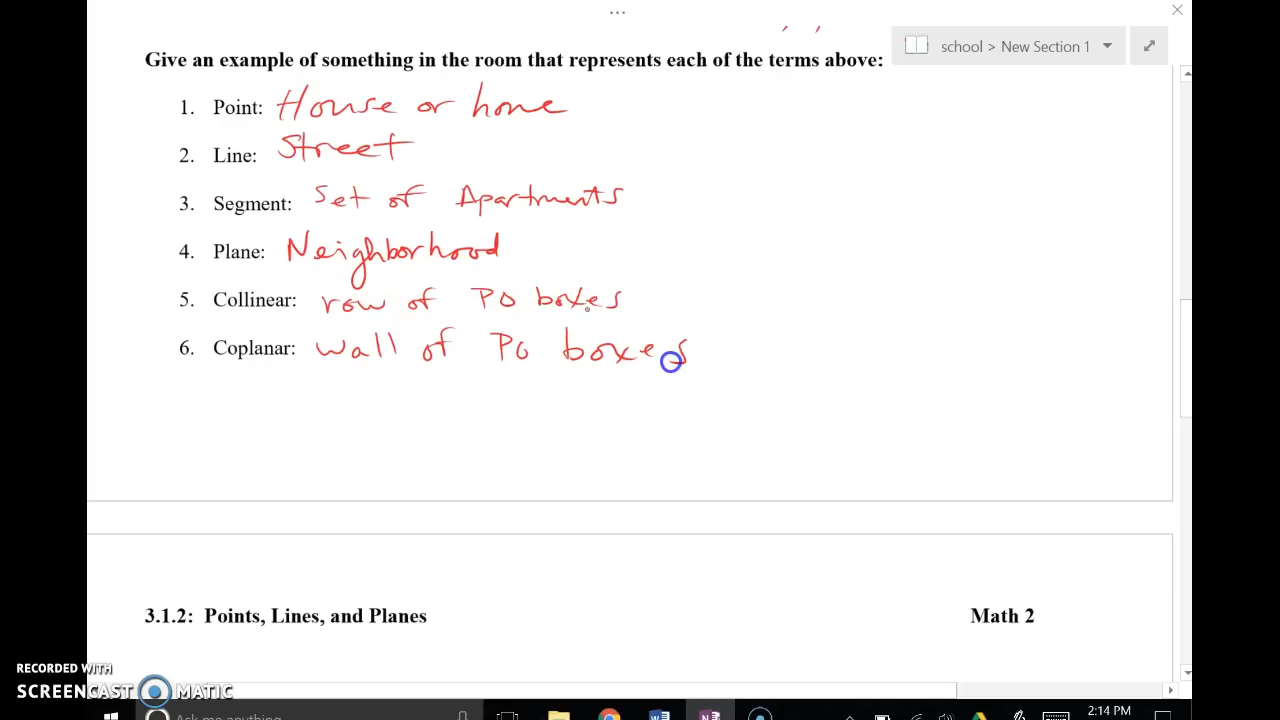 school > New Section 1
Give an example of something in the room that represents each of the terms above:
1. Point: House or home
2. Line: Street
3. Segment: Set of Apartments
4. Plane: Neighborhood
5. Collinear: row of PO boxes
6. Coplanar: wall of PO boxes
3.1.2: Points, Lines, and Planes Math 2
RECORDED WITH
SCREENCAST MATIC
Ask me anything
2:14 PM